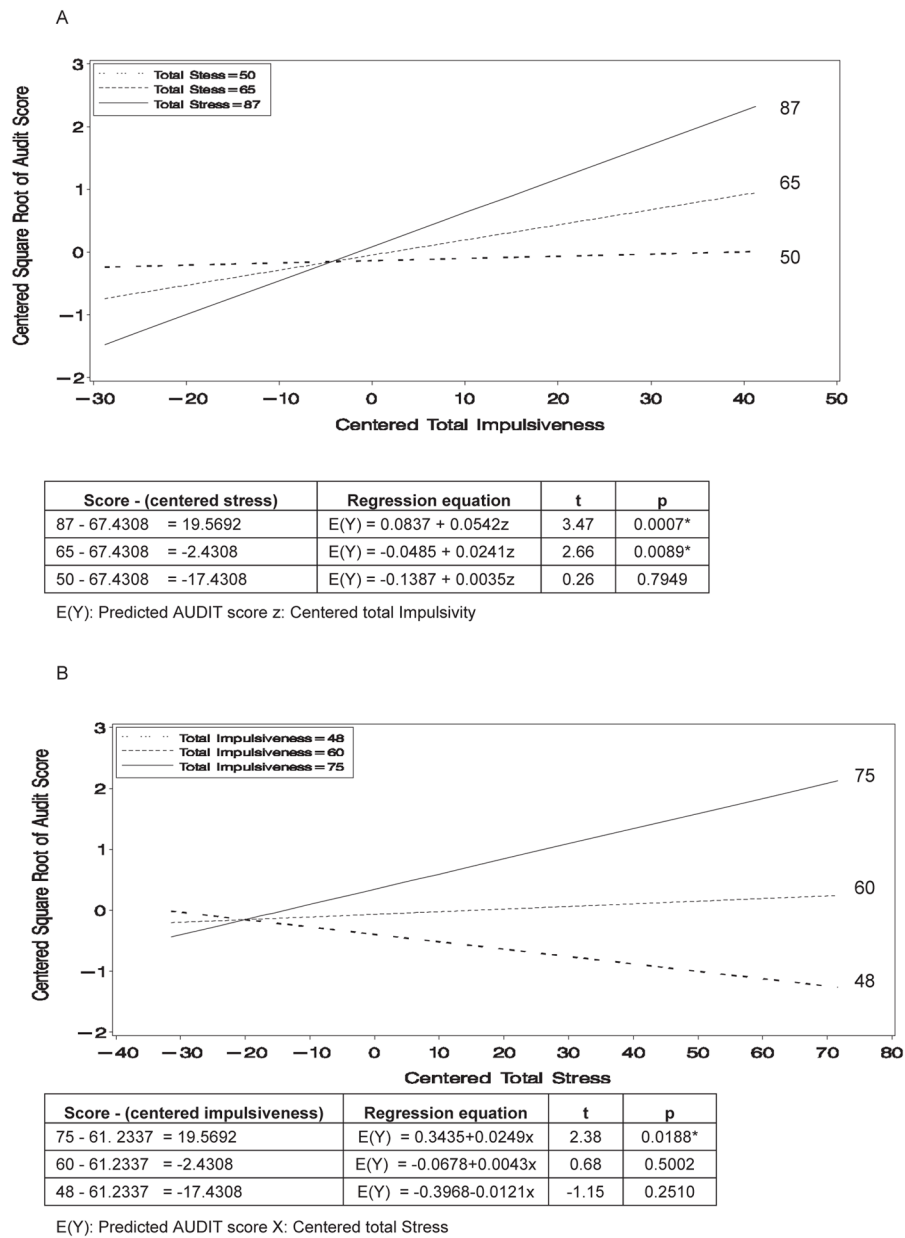 A
Centered Square Root of Audit Score
Total Stess=50
Total Stess=65
Total Stress=87
3
2
1
0
−1
−2
87
65
50
−30 −20 −10 0 10 20 30 40 50
Centered Total Impulsiveness
Score - (centered stress) Regression equation t p
87 - 67.4308 = 19.5692 E(Y) = 0.0837 + 0.0542z 3.47 0.0007*
65 - 67.4308 = -2.4308 E(Y) = -0.0485 + 0.0241z 2.66 0.0089*
50 - 67.4308 = -17.4308 E(Y) = -0.1387 + 0.0035z 0.26 0.7949
E(Y): Predicted AUDIT score z: Centered total Impulsivity
B
Centered Square Root of Audit Score
Total Impulsiveness=48
Total Impulsiveness=60
Total Impulsiveness=75
3
2
1
0
−1
−2
75
60
48
−40 −30 −20 −10 0 10 20 30 40 50 60 70 80
Centered Total Stress
Score - (centered impulsiveness) Regression equation t p
75 - 61. 2337 = 19.5692 E(Y) = 0.3435+0.0249x 2.38 0.0188*
60 - 61.2337 = -2.4308 E(Y) = -0.0678+0.0043x 0.68 0.5002
48 - 61.2337 = -17.4308 E(Y) = -0.3968-0.0121x -1.15 0.2510
E(Y): Predicted AUDIT score X: Centered total Stress